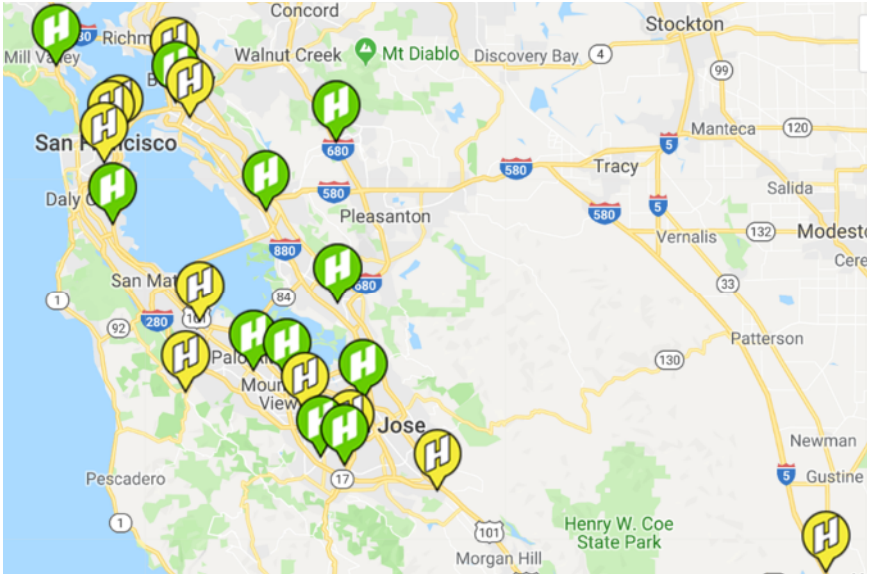 Concord
Stockton
80
Richm
Mill Valley
Walnut Creek
Mt Diablo
Discovery Bay
4
99
B
H
San Francisco
680
Manteca
120
5
Tracy
580
580
Salida
Daly C
580
5
Pleasanton
Vernalis
132
Modesto
880
Cere
San Mat
680
84
33
1
92
280
101
Patterson
Palo Al
130
Moun
View
Jose
Newman
Pescadero
17
5
Gustine
1
101
Henry W. Coe
State Park
Morgan Hill